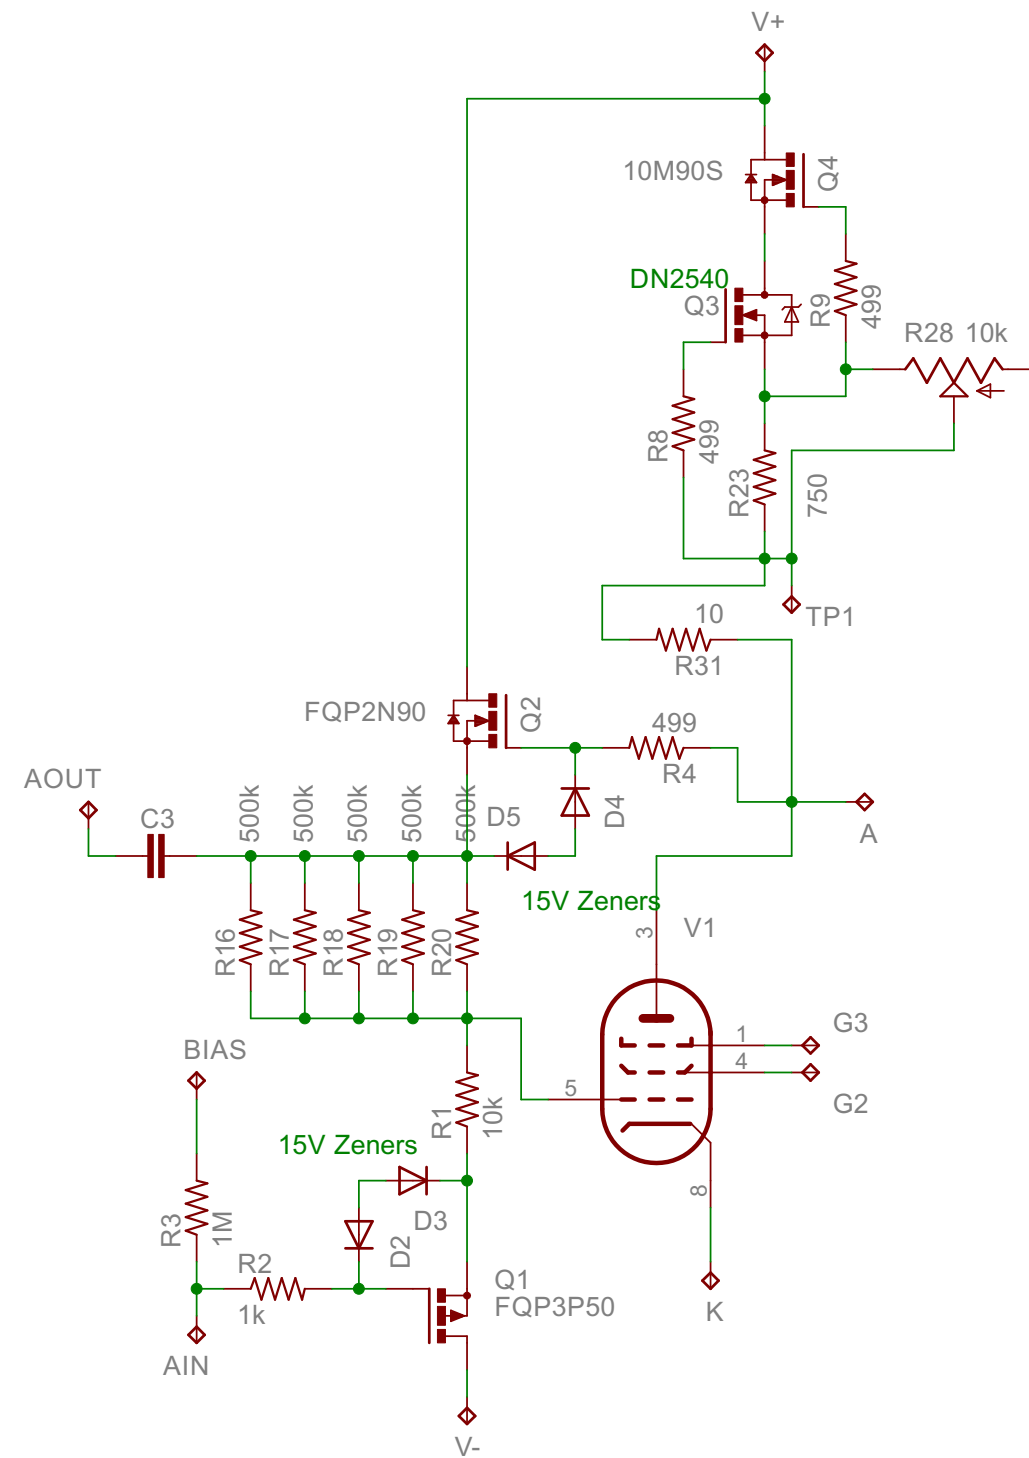 V+
10M90S
Q4
DN2540
Q3
R9
499
R28 10k
R8
499
R23
750
TP1
10
R31
FQP2N90
Q2
499
R4
AOUT
C3
500k
500k
500k
500k
500k
D5
D4
A
15V Zeners
R16
R17
R18
R19
R20
3
V1
1
G3
4
G2
5
8
K
BIAS
R1
10k
15V Zeners
D3
D2
R3
1M
R2
1k
Q1
FQP3P50
AIN
V-